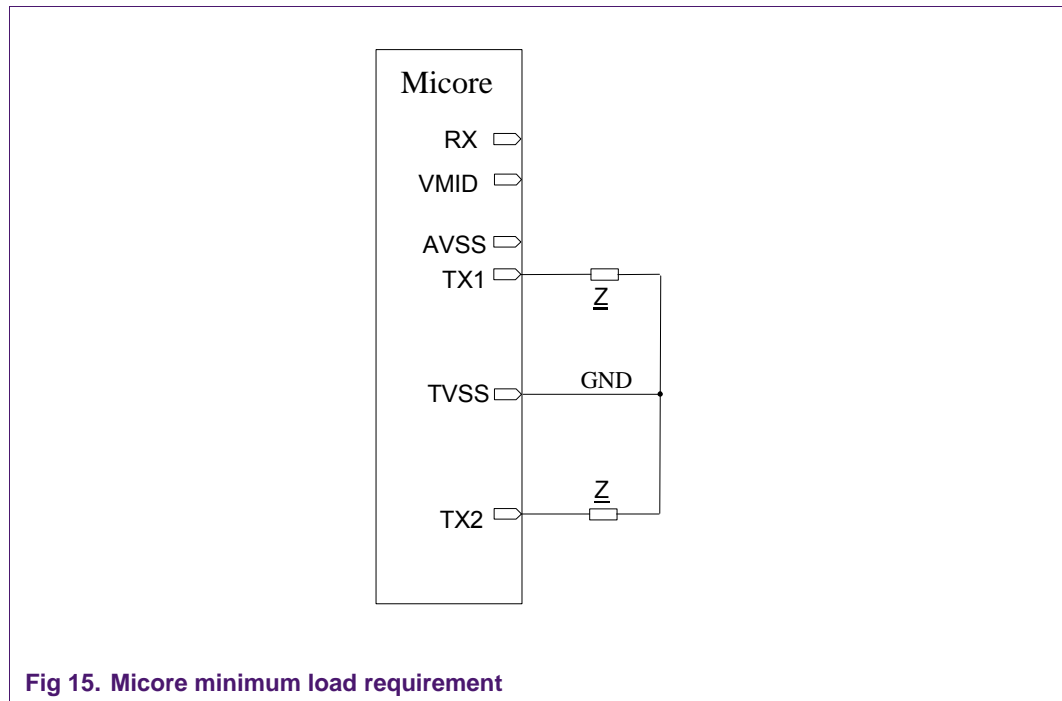 Micore
RX
VMID
AVSS
TX1
Z
TVSS
GND
Z
TX2
Fig 15. Micore minimum load requirement